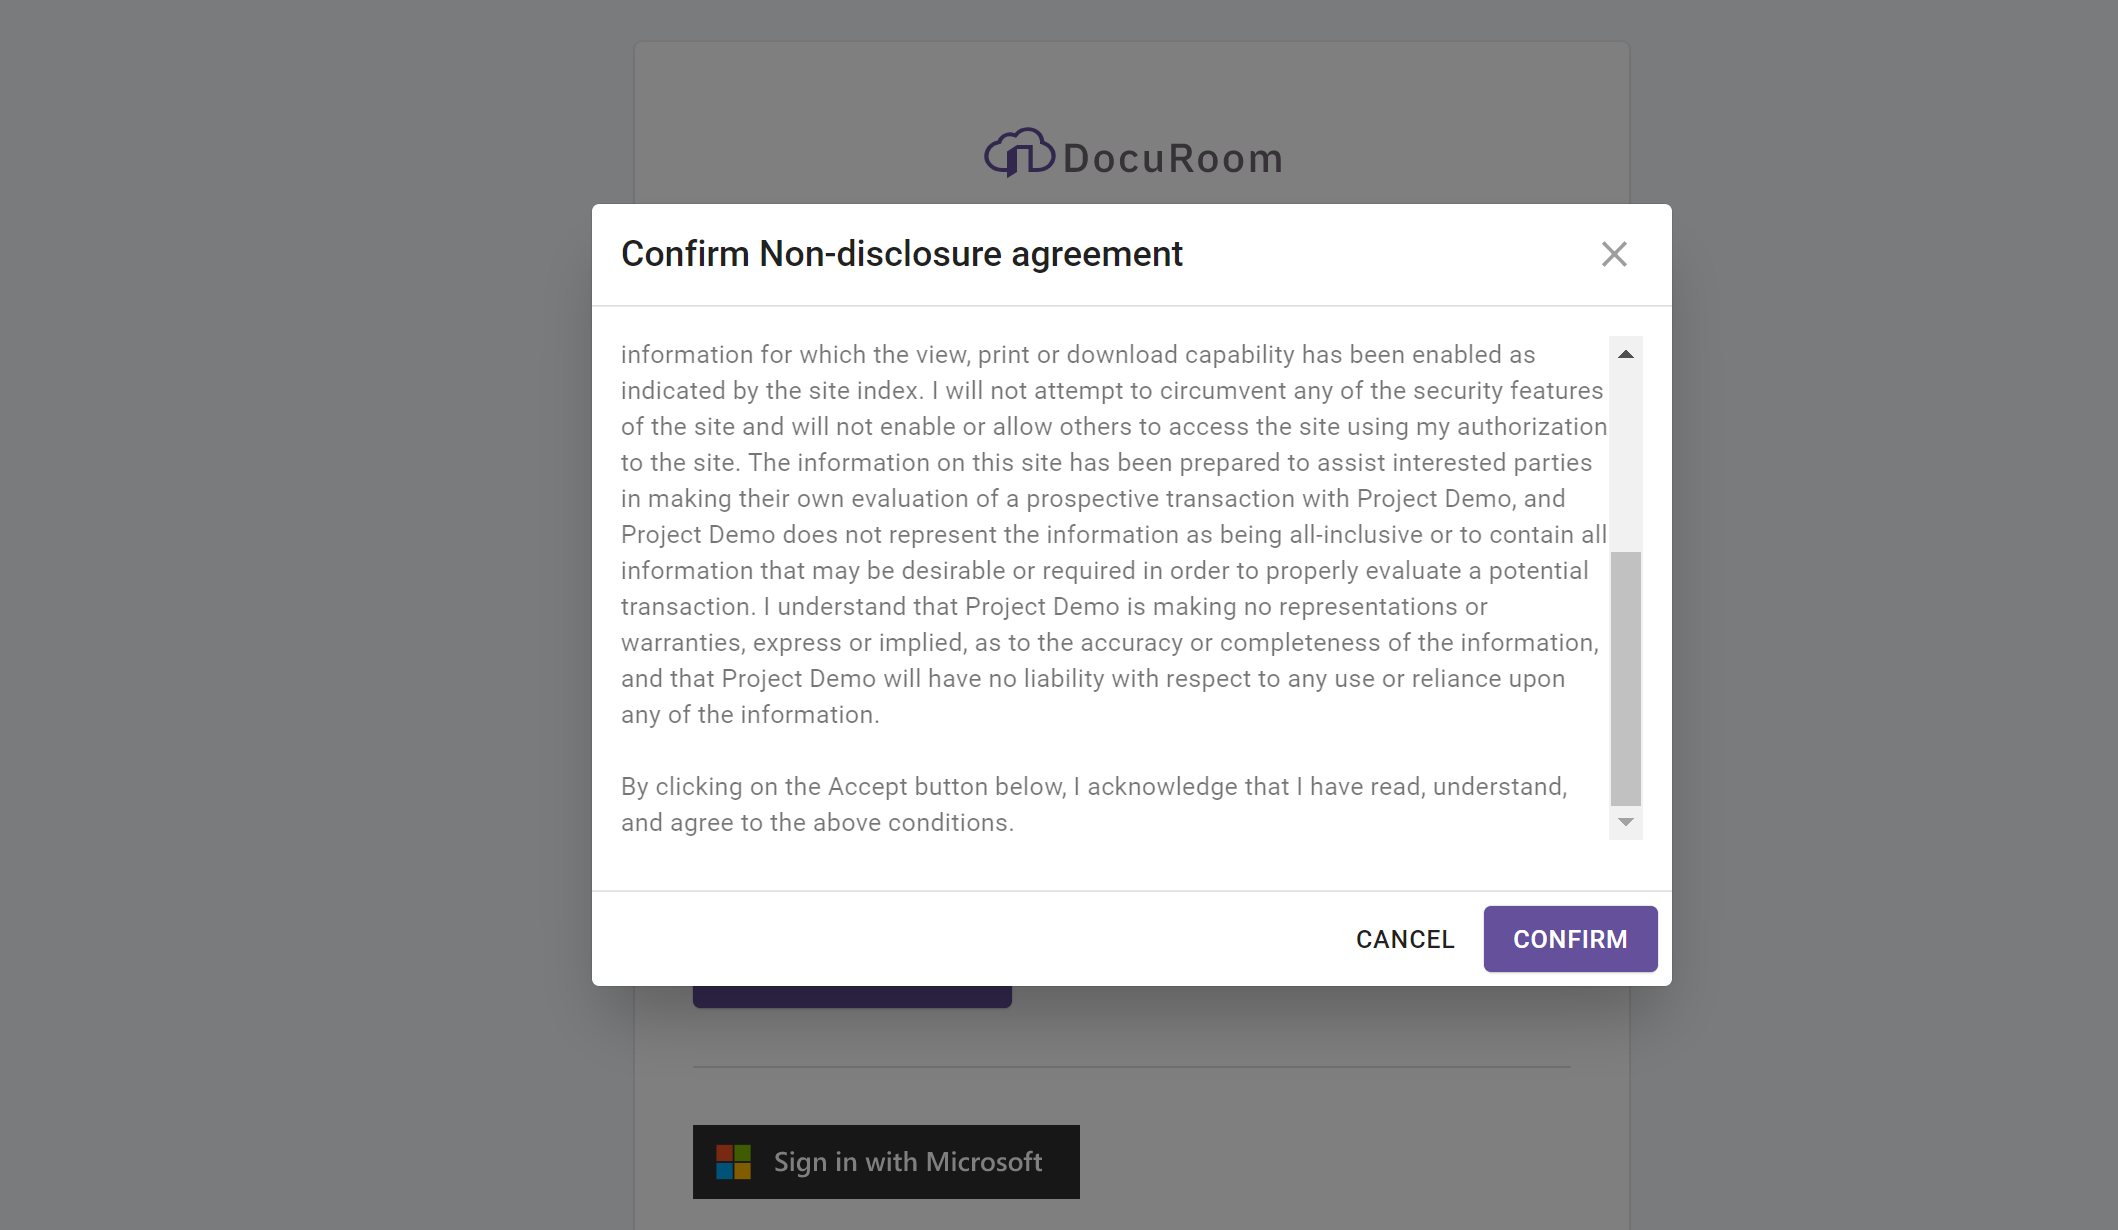 DocuRoom
Confirm Non-disclosure agreement
information for which the view, print or download capability has been enabled as
indicated by the site index. I will not attempt to circumvent any of the security features
of the site and will not enable or allow others to access the site using my authorization
to the site. The information on this site has been prepared to assist interested parties
in making their own evaluation of a prospective transaction with Project Demo, and
Project Demo does not represent the information as being all-inclusive or to contain all
information that may be desirable or required in order to properly evaluate a potential
transaction. I understand that Project Demo is making no representations or
warranties, express or implied, as to the accuracy or completeness of the information,
and that Project Demo will have no liability with respect to any use or reliance upon
any of the information.
By clicking on the Accept button below, I acknowledge that I have read, understand,
and agree to the above conditions.
CANCEL CONFIRM
Sign in with Microsoft